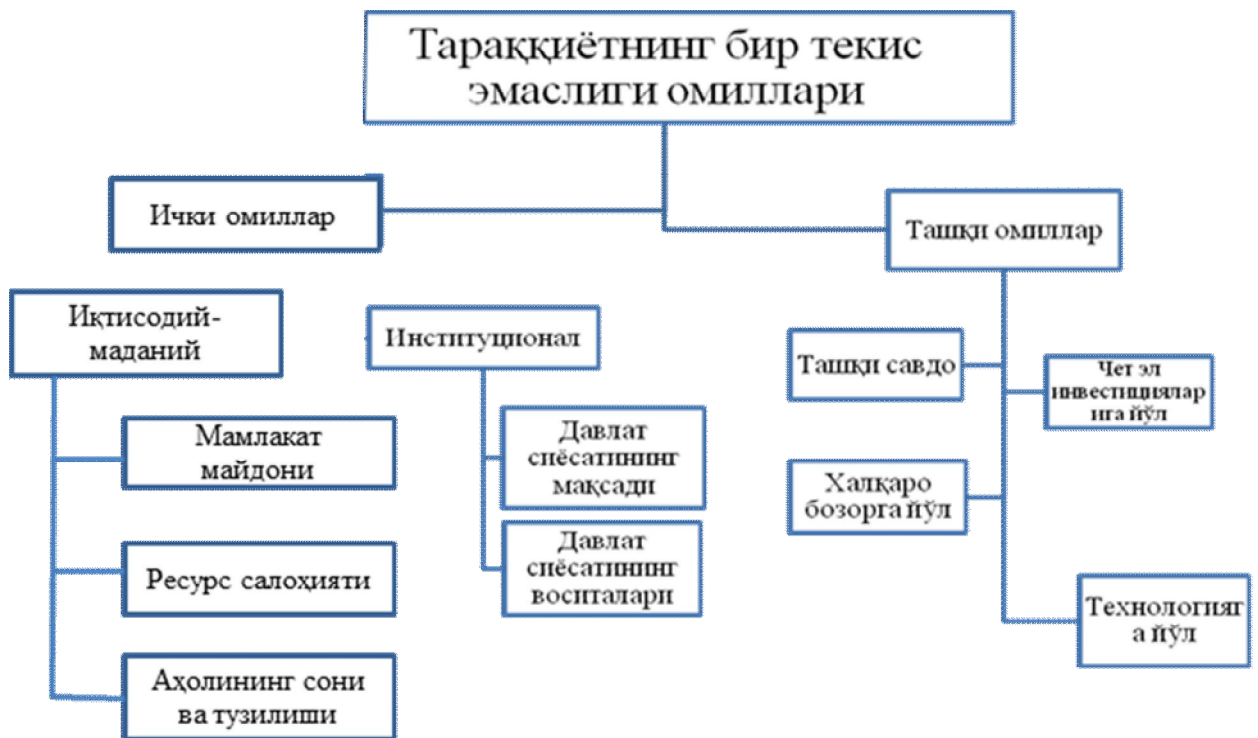 Тараққиётнинг бир текис
эмаслиги омиллари
Ички омиллар
Ташқи омиллар
Иқтисодий-
маданий
Институционал
Мамлакат
майдони
Ресурс салоҳияти
Аҳолининг сони
ва тузилиши
Давлат
сиёсатининг
мақсади
Давлат
сиёсатининг
воситалари
Ташқи савдо
Чет эл
инвестициялар
ига йўл
Халқаро
бозорга йўл
Технологияг
а йўл